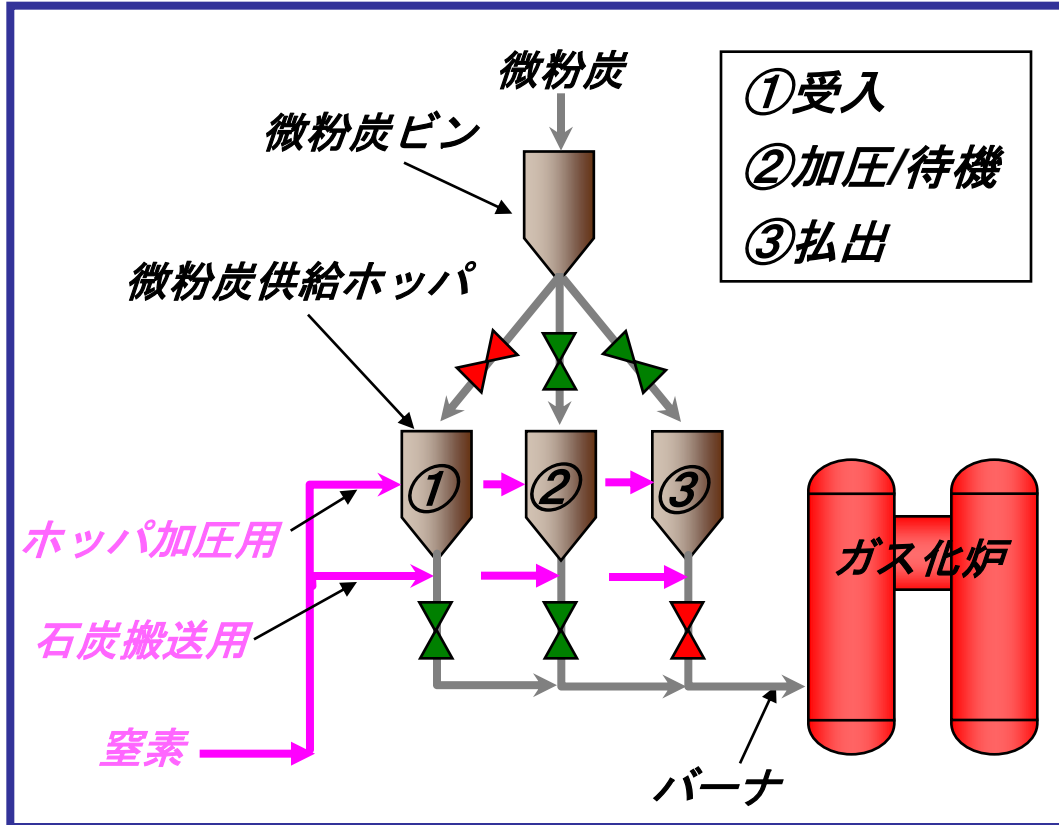 微粉炭
①受入
微粉炭ビン
②加圧/待機
③払出
微粉炭供給ホッパ
①
②
③
ホッパ加圧用
ガス化炉
石炭搬送用
窒素
バーナ